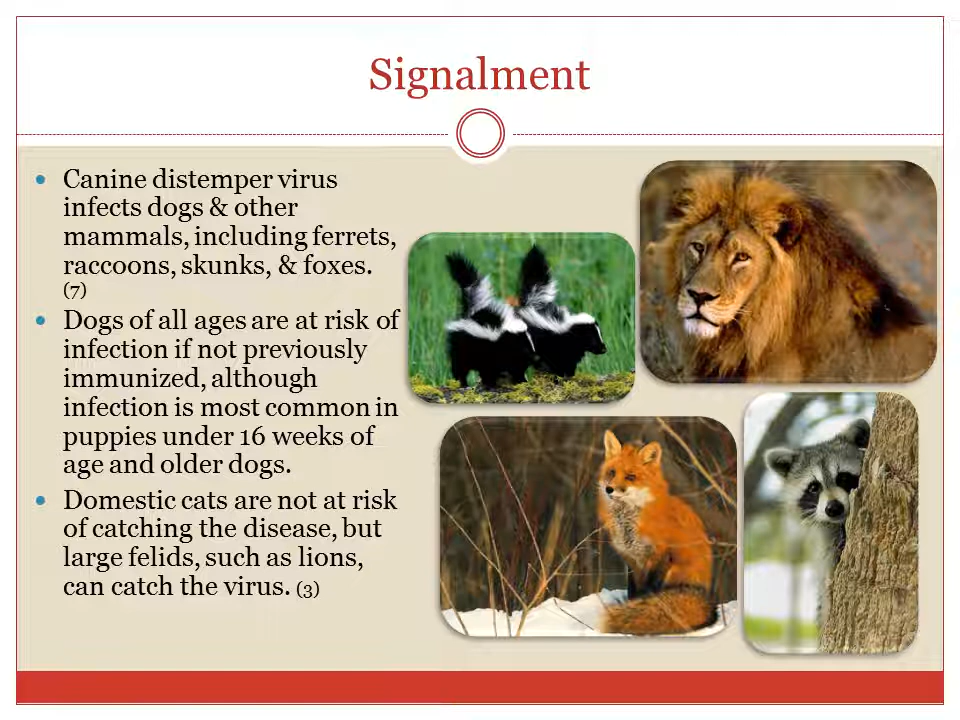 Signalment
• Canine distemper virus
infects dogs & other
mammals, including ferrets,
raccoons, skunks, & foxes.
(7)
• Dogs of all ages are at risk of
infection if not previously
immunized, although
infection is most common in
puppies under 16 weeks of
age and older dogs.
• Domestic cats are not at risk
of catching the disease, but
large felids, such as lions,
can catch the virus. (3)